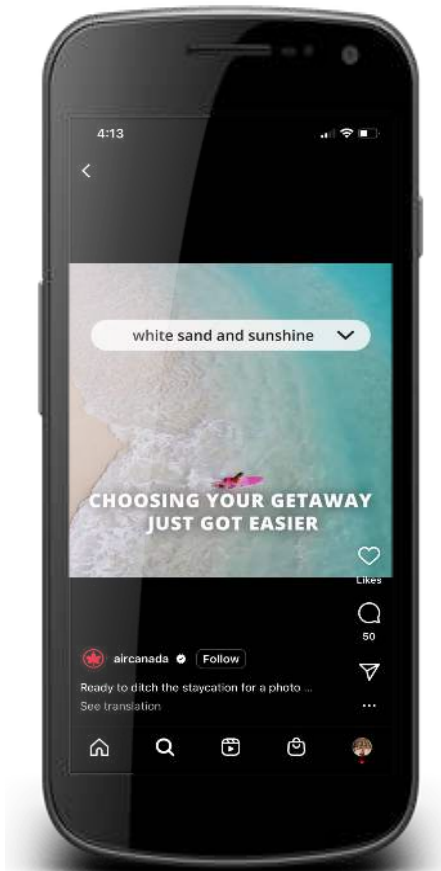 4:13
white sand and sunshine
CHOOSING YOUR GETAWAY
JUST GOT EASIER
Likes
50
aircanada
Follow
Ready to ditch the staycation for a photo ...
See translation
...